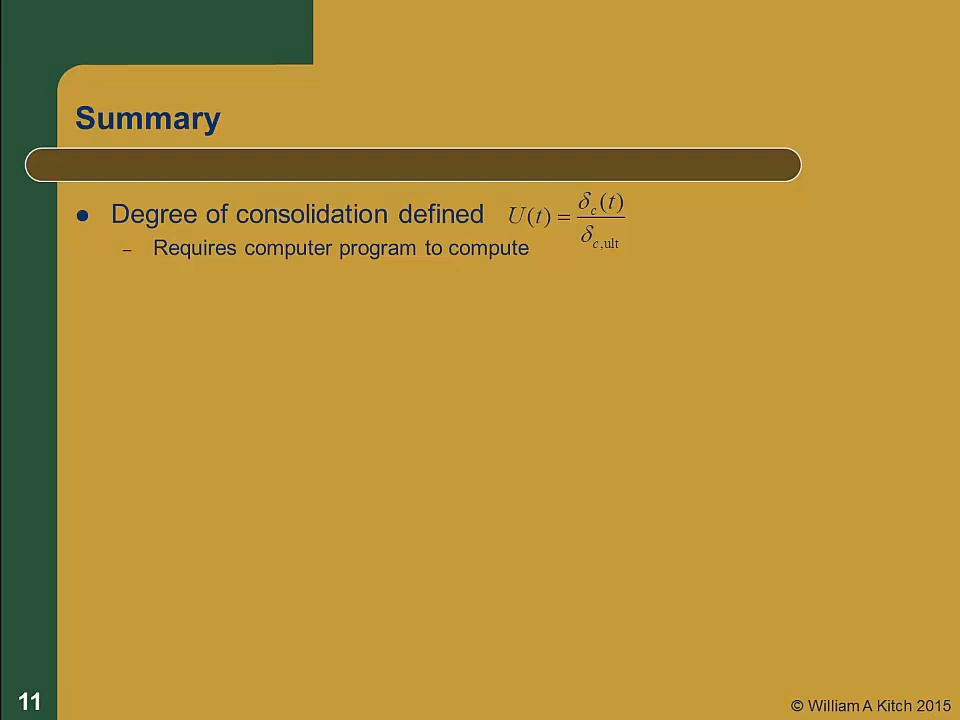 Summary
● Degree of consolidation defined U(t) = δc(t) / δc,ult
– Requires computer program to compute
11
© William A Kitch 2015